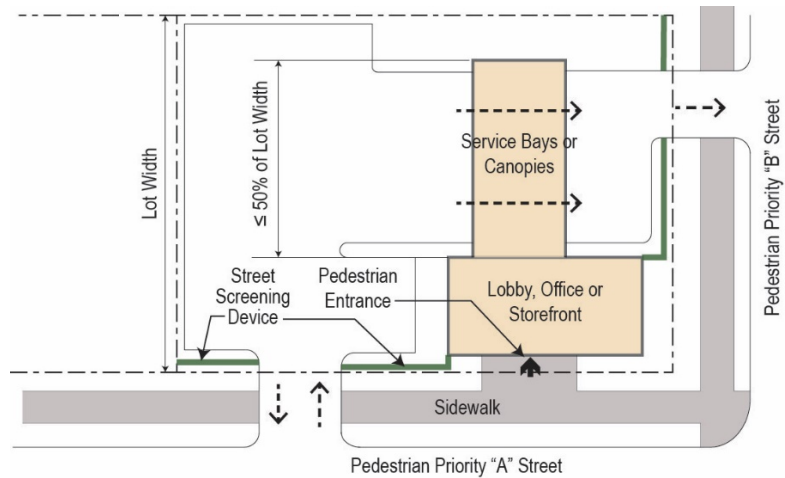 Lot Width
≤ 50% of Lot Width
Service Bays or
Canopies
Pedestrian Priority "B" Street
Street
Screening
Device
Pedestrian
Entrance
Lobby, Office or
Storefront
Sidewalk
Pedestrian Priority "A" Street